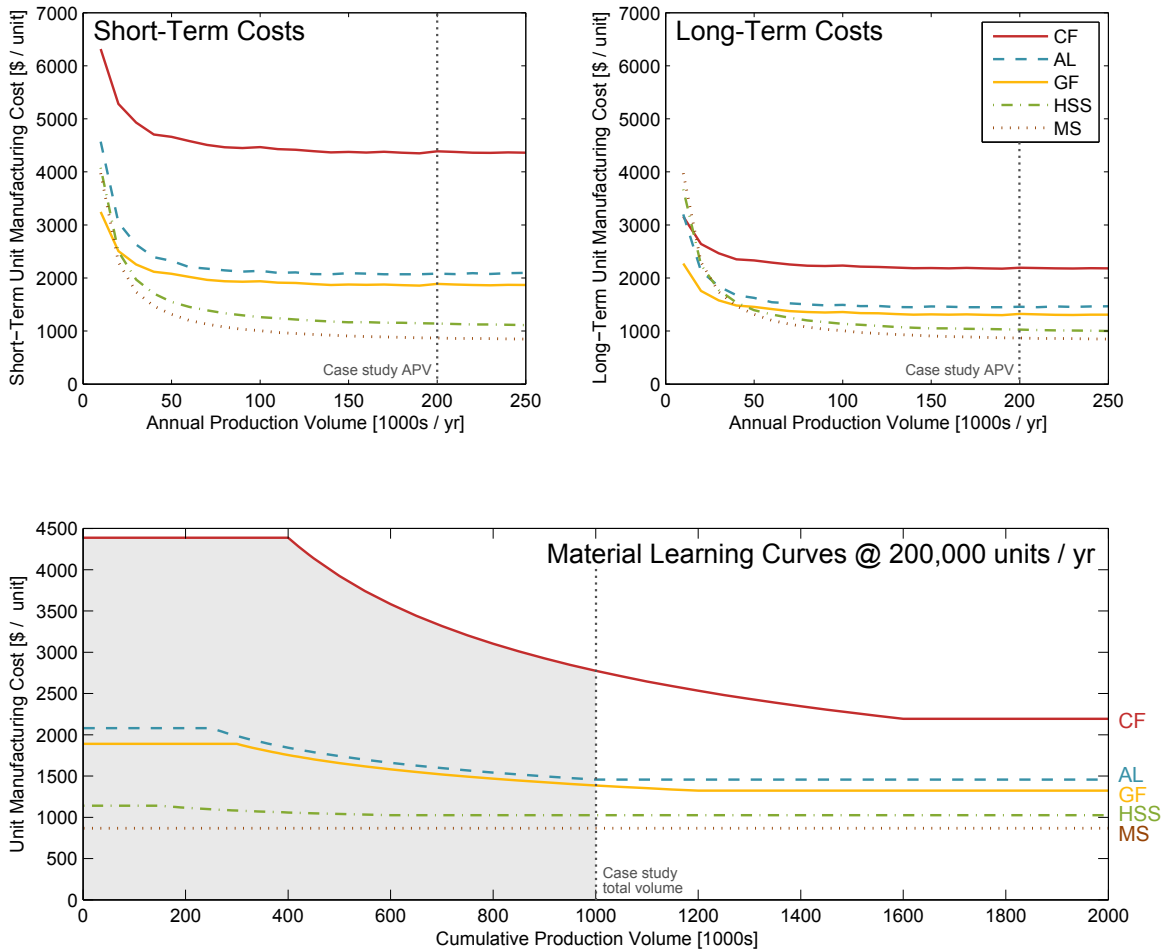 Short-Term Costs
Short−Term Unit Manufacturing Cost [$ / unit]
7000
6000
5000
4000
3000
2000
1000
0
Case study APV
0 50 100 150 200 250
Annual Production Volume [1000s / yr]
Long-Term Costs
Long−Term Unit Manufacturing Cost [$ / unit]
7000
6000
5000
4000
3000
2000
1000
0
CF
AL
GF
HSS
MS
Case study APV
0 50 100 150 200 250
Annual Production Volume [1000s / yr]
Material Learning Curves @ 200,000 units / yr
Unit Manufacturing Cost [$ / unit]
4500
4000
3500
3000
2500
2000
1500
1000
500
0
CF
AL
GF
HSS
MS
Case study
total volume
0 200 400 600 800 1000 1200 1400 1600 1800 2000
Cumulative Production Volume [1000s]